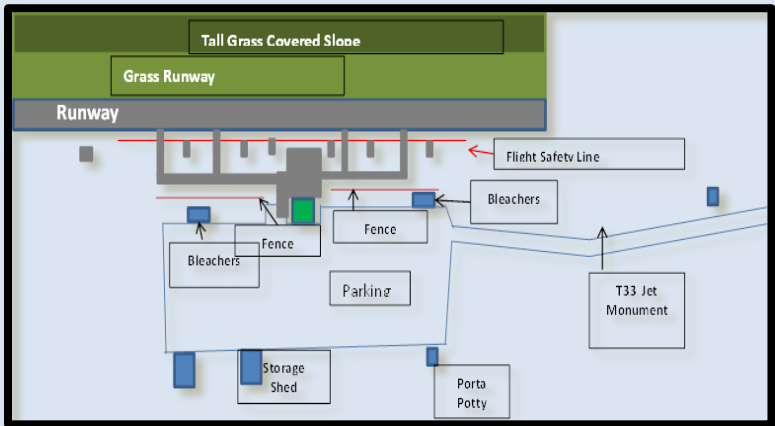 Tall Grass Covered Slope
Grass Runway
Runway
Flight Safety Line
Bleachers
Fence
Fence
Bleachers
Parking
T33 Jet
Monument
Storage
Shed
Porta
Potty